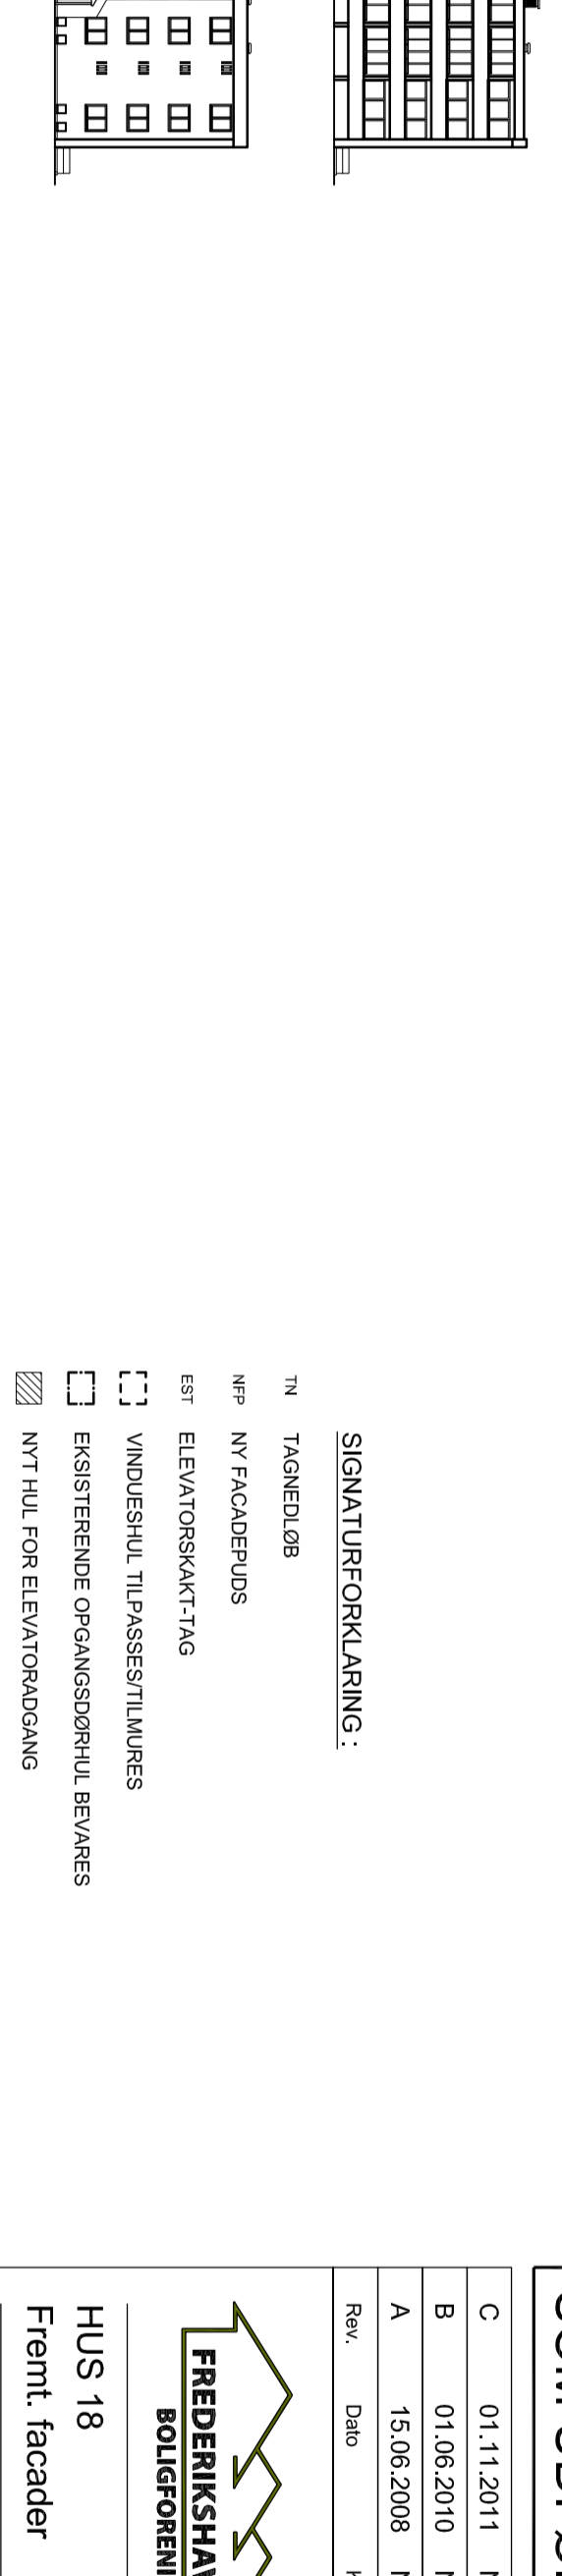 SIGNATURFORKLARING :
TN TAGNEDLØB
NFP NY FACADEPUDS
EST ELEVATORSKAKT-TAG
VINDUESHUL TILPASSES/TILMURES
EKSISTERENDE OPGANGSDØRHUL BEVARES
NYT HUL FOR ELEVATORADGANG
C 01.11.2011
B 01.06.2010
A 15.06.2008
Rev. Dato
FREDERIKSHAV
BOLIGFORENI
HUS 18
Fremt. facader